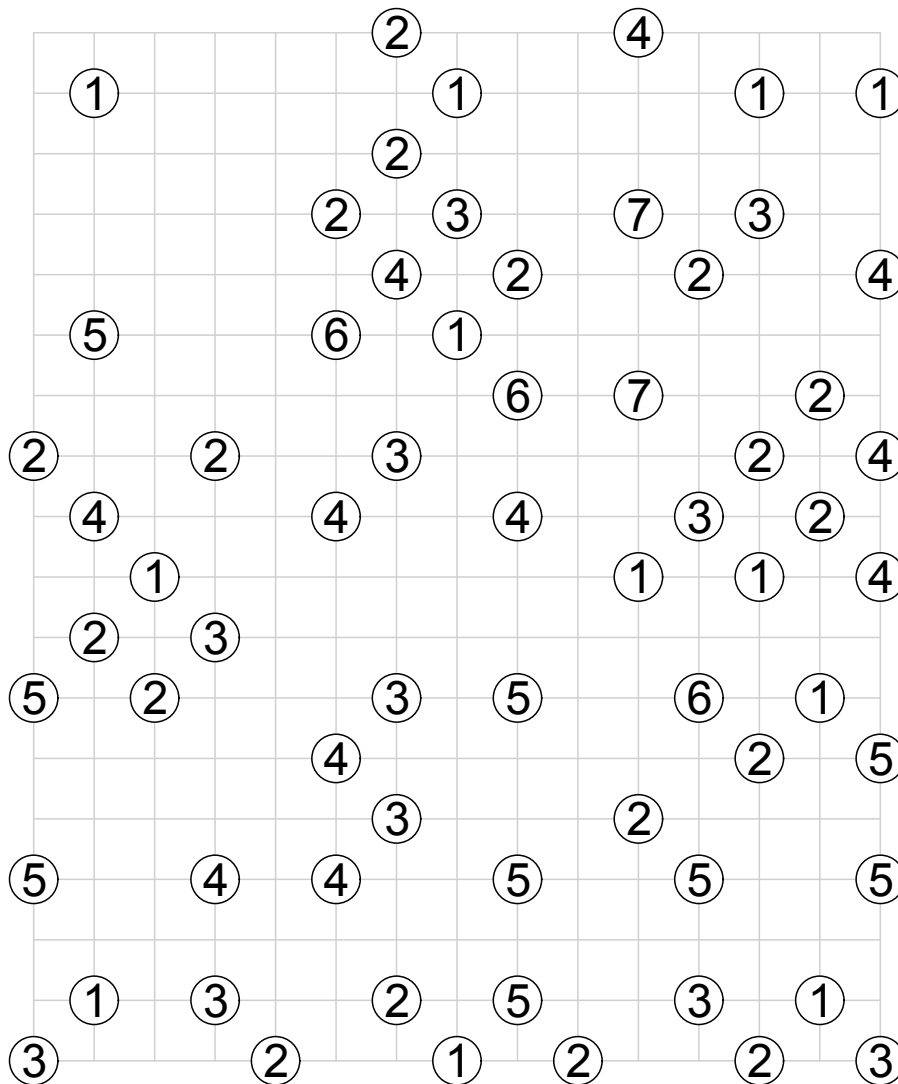 2 4
1 1 1 1
2
2 3 7 3
4 2 2 4
5 6 1
6 7 2
2 2 3 2 4
4 4 4 3 2
1 1 1 4
2 3
5 2 3 5 6 1
4 2 5
3 2
5 4 4 5 5 5
1 3 2 5 3 1
3 2 1 2 2 3